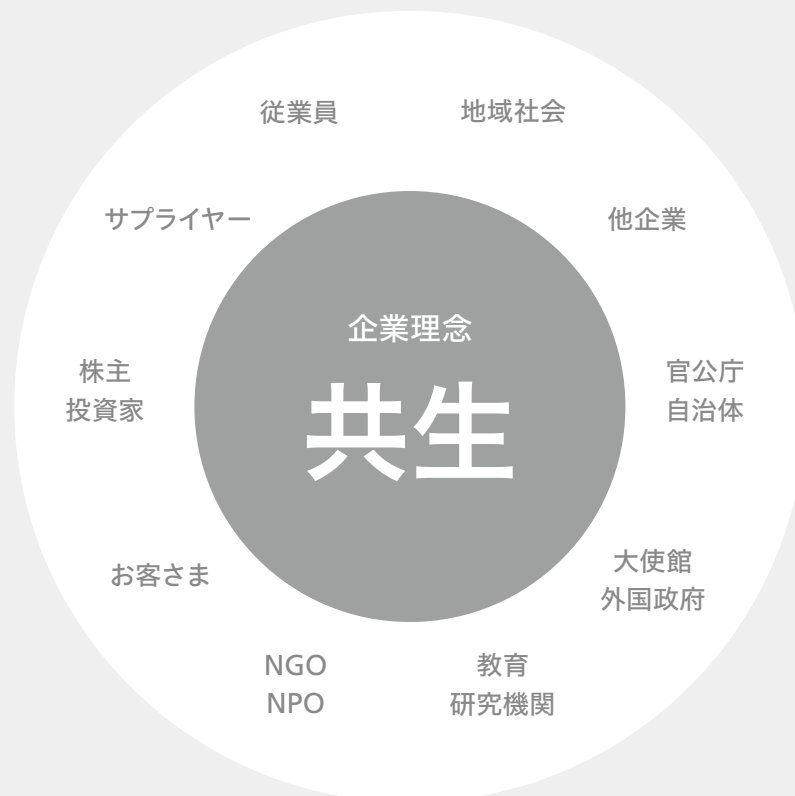 従業員
地域社会
サプライヤー
他企業
企業理念
共生
株主
投資家
官公庁
自治体
お客さま
大使館
外国政府
NGO
NPO
教育
研究機関